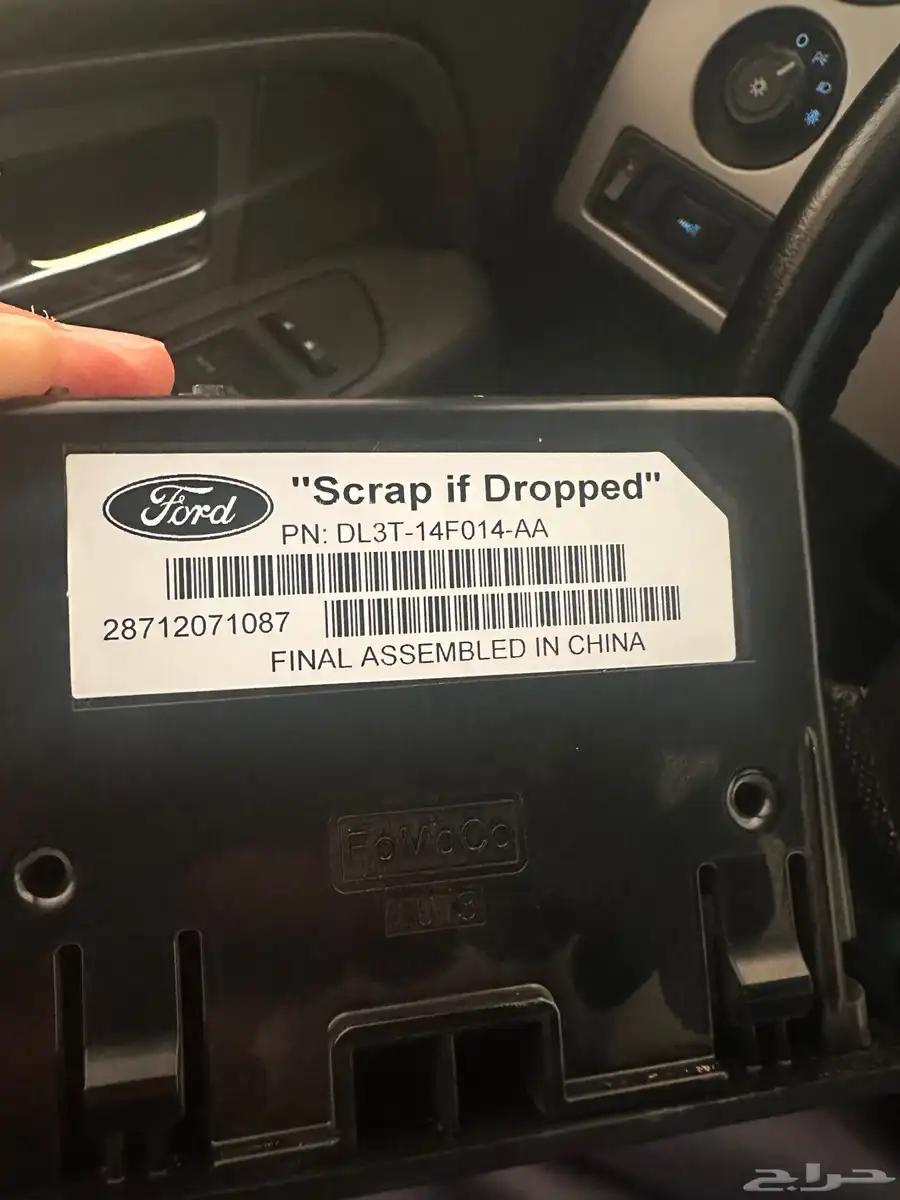 Ford
"Scrap if Dropped"
PN: DL3T-14F014-AA
28712071087
FINAL ASSEMBLED IN CHINA
FoMoCo
حراج